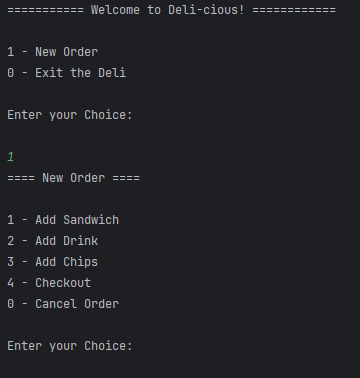 =========== Welcome to Deli-cious! ============
1 - New Order
0 - Exit the Deli
Enter your Choice:
1
==== New Order ====
1 - Add Sandwich
2 - Add Drink
3 - Add Chips
4 - Checkout
0 - Cancel Order
Enter your Choice: